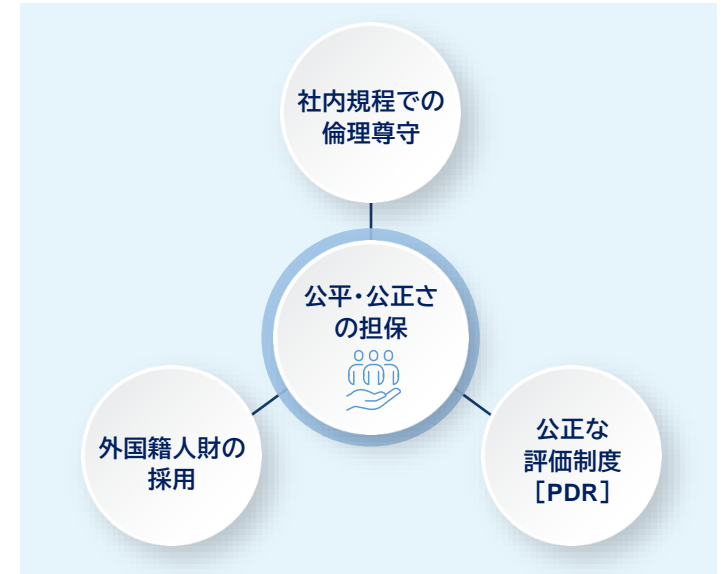 社内規程での
倫理尊守
公平・公正さ
の担保
外国籍人財の
採用
公正な
評価制度
［PDR］